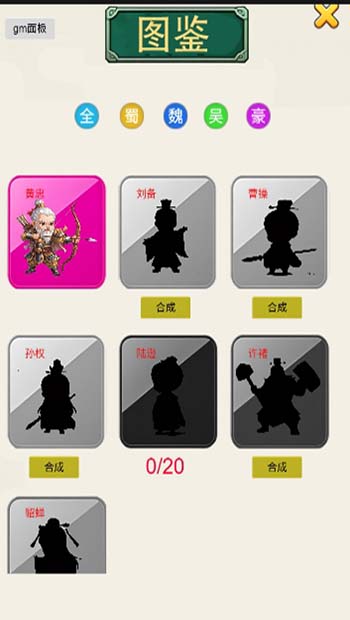 gm面板
图鉴
全 蜀 魏 吴 豪
黄忠 刘备 曹操
合成 合成
孙权 陆逊 许褚
合成 0/20 合成
貂蝉